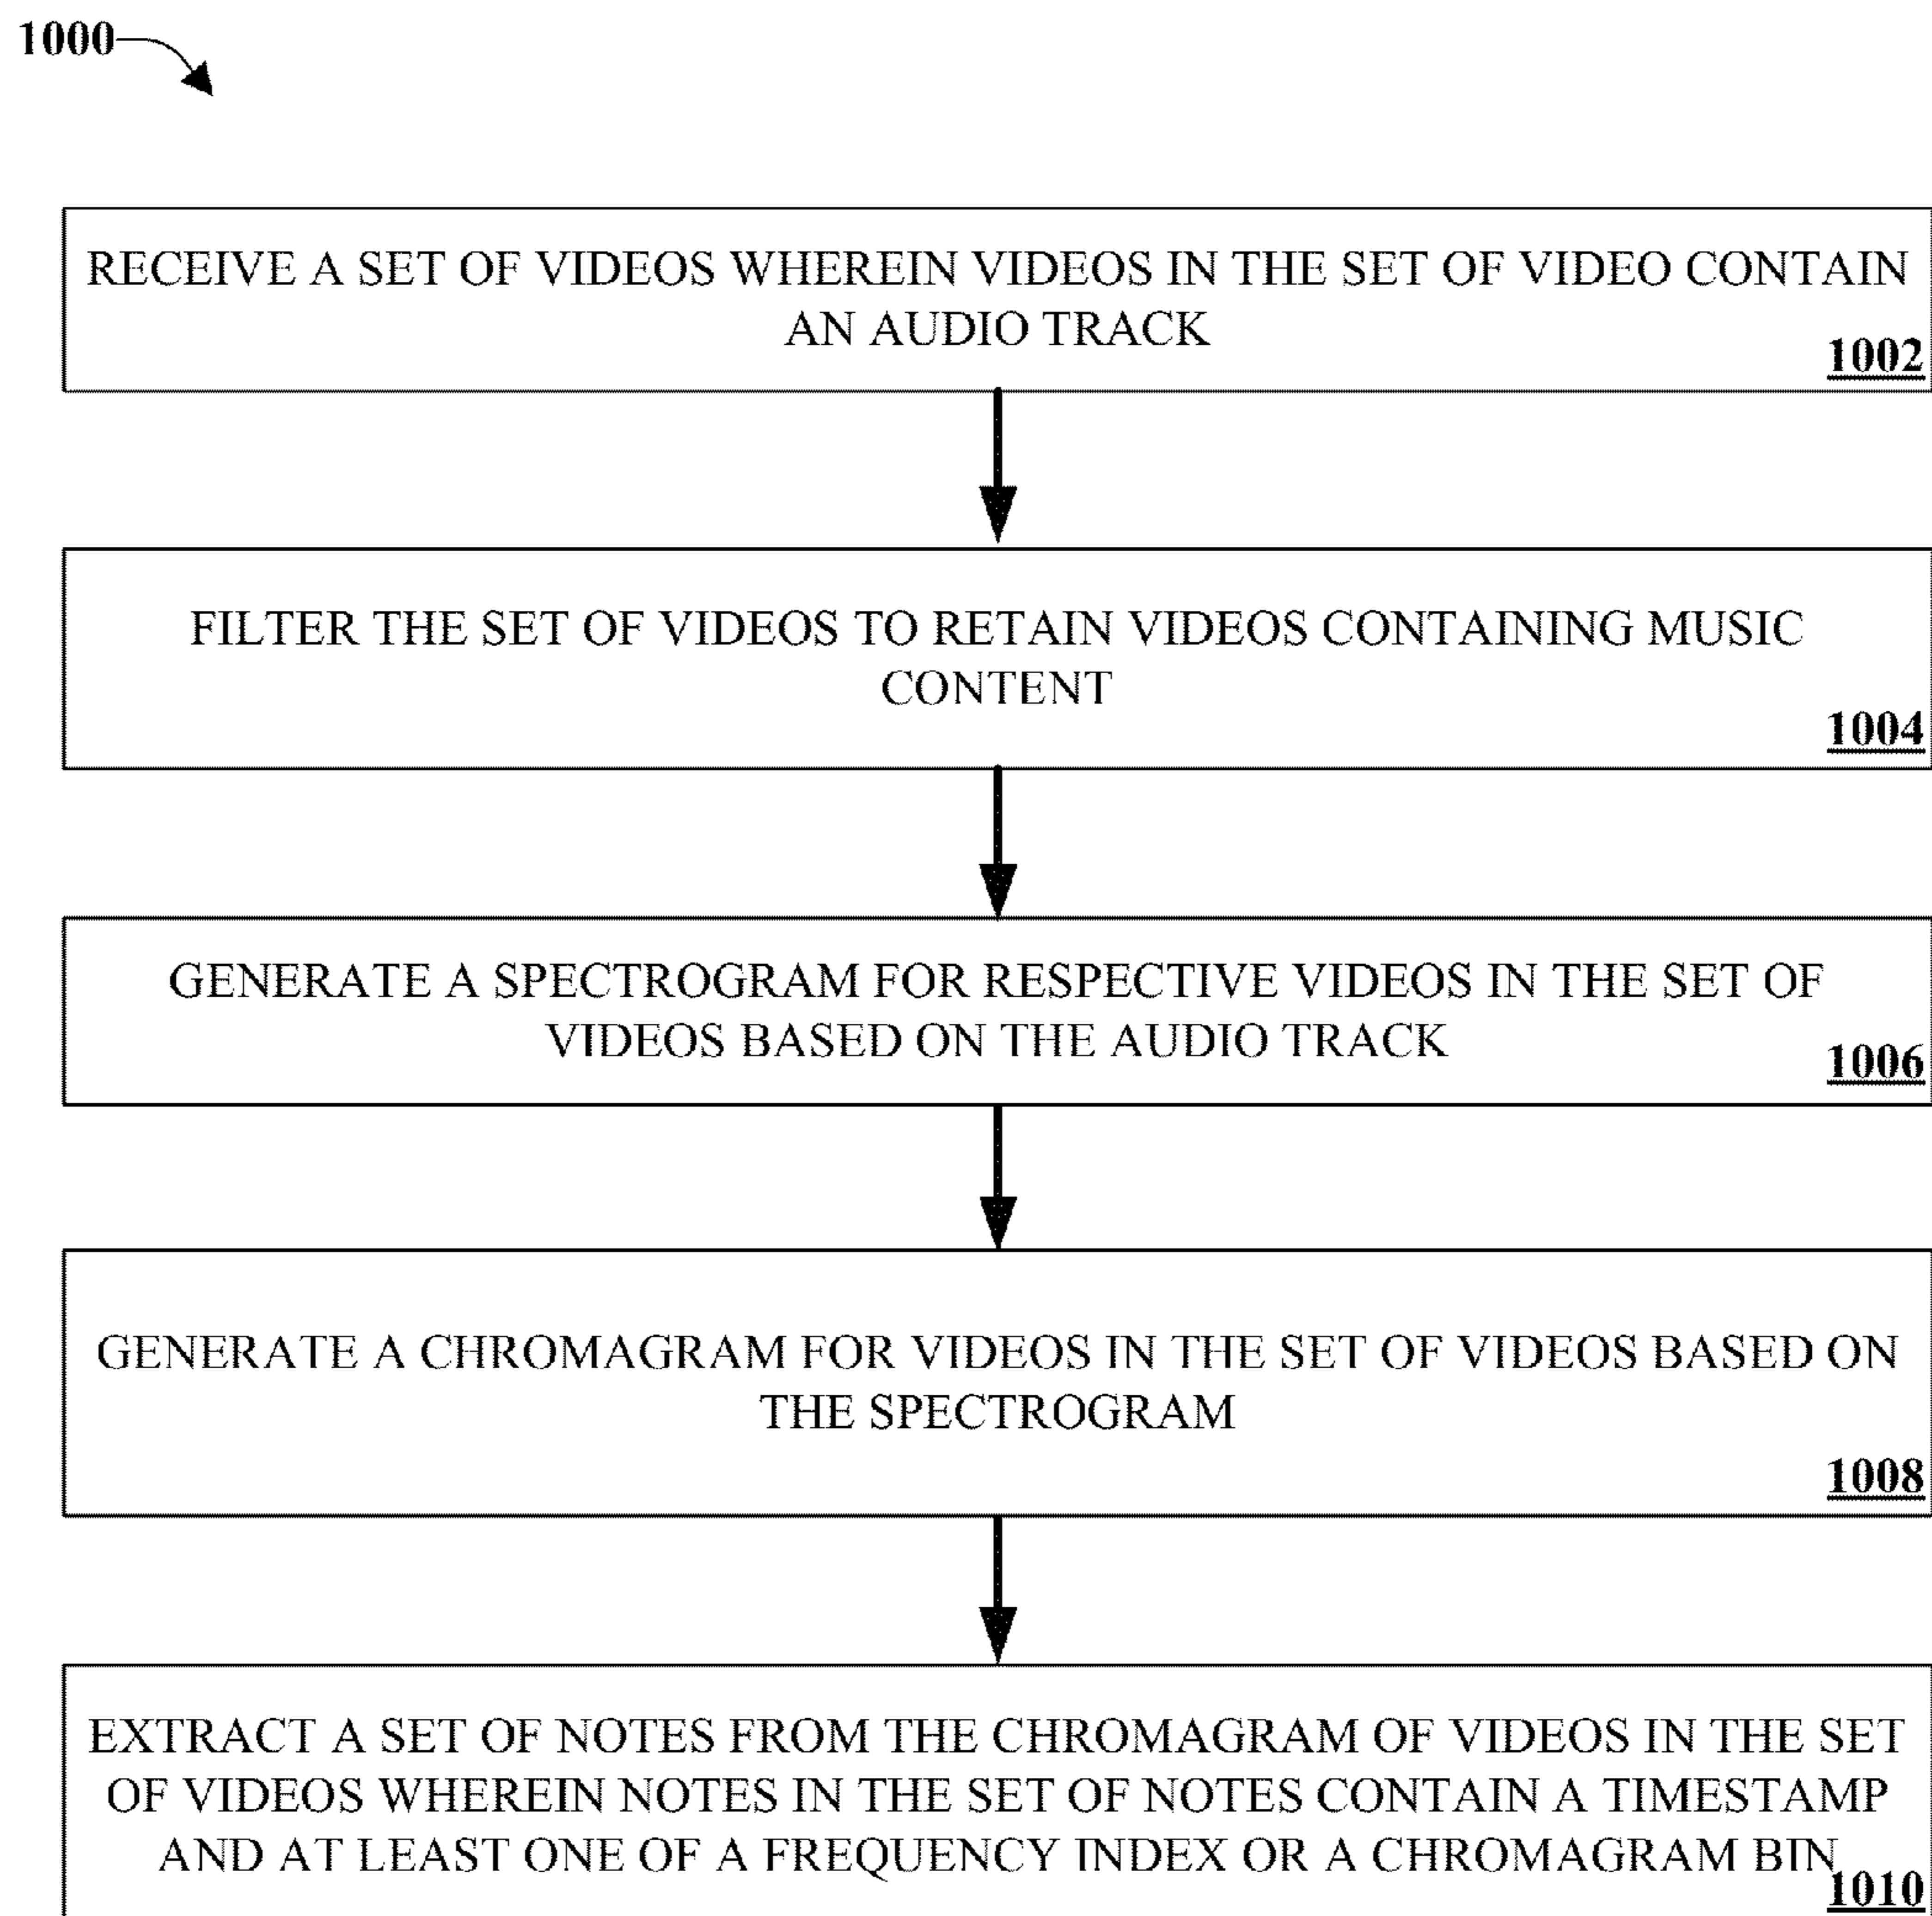 1000
RECEIVE A SET OF VIDEOS WHEREIN VIDEOS IN THE SET OF VIDEO CONTAIN
AN AUDIO TRACK
1002
FILTER THE SET OF VIDEOS TO RETAIN VIDEOS CONTAINING MUSIC
CONTENT
1004
GENERATE A SPECTROGRAM FOR RESPECTIVE VIDEOS IN THE SET OF
VIDEOS BASED ON THE AUDIO TRACK
1006
GENERATE A CHROMAGRAM FOR VIDEOS IN THE SET OF VIDEOS BASED ON
THE SPECTROGRAM
1008
EXTRACT A SET OF NOTES FROM THE CHROMAGRAM OF VIDEOS IN THE SET
OF VIDEOS WHEREIN NOTES IN THE SET OF NOTES CONTAIN A TIMESTAMP
AND AT LEAST ONE OF A FREQUENCY INDEX OR A CHROMAGRAM BIN
1010